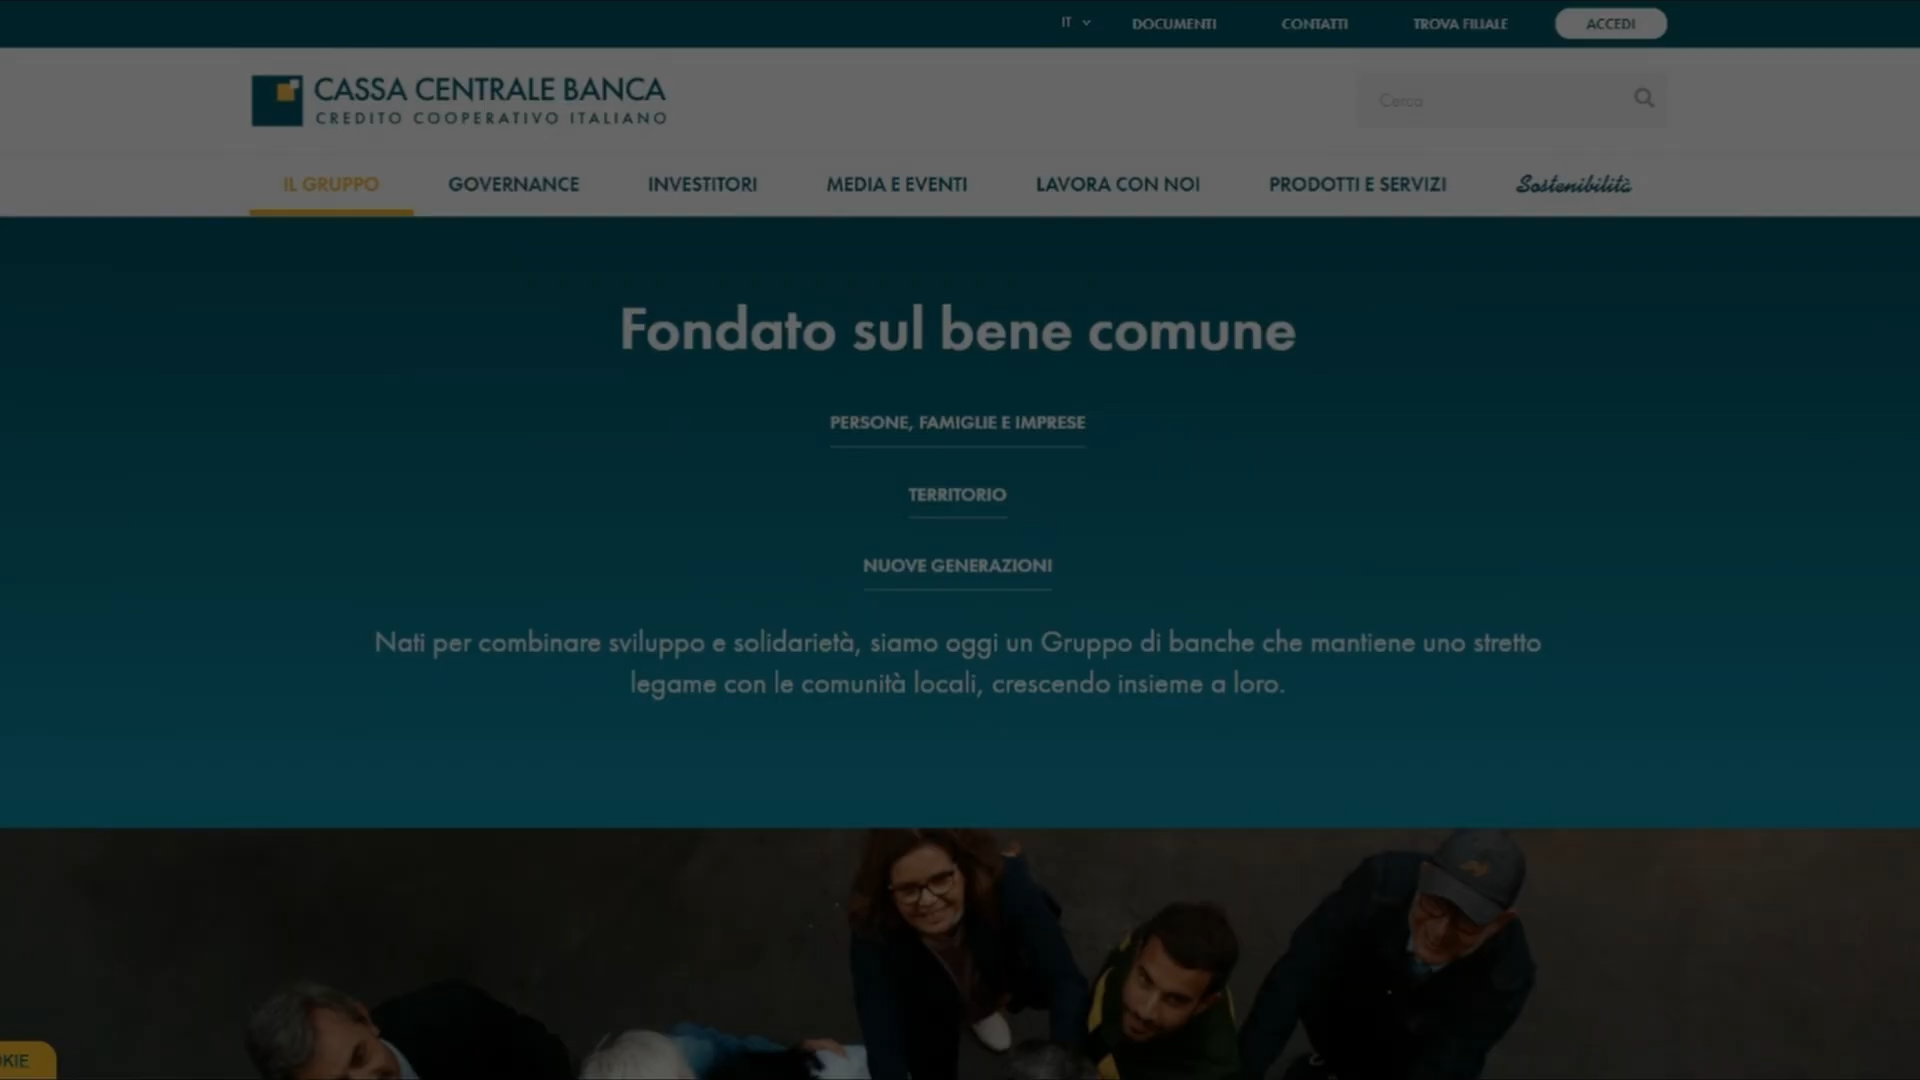 IT
DOCUMENTI
CONTATTI
TROVA FILIALE
ACCEDI
CASSA CENTRALE BANCA
CREDITO COOPERATIVO ITALIANO
Cerca
IL GRUPPO
GOVERNANCE
INVESTITORI
MEDIA E EVENTI
LAVORA CON NOI
PRODOTTI E SERVIZI
Sostenibilità
Fondato sul bene comune
PERSONE, FAMIGLIE E IMPRESE
TERRITORIO
NUOVE GENERAZIONI
Nati per combinare sviluppo e solidarietà, siamo oggi un Gruppo di banche che mantiene uno stretto
legame con le comunità locali, crescendo insieme a loro.
OKIE